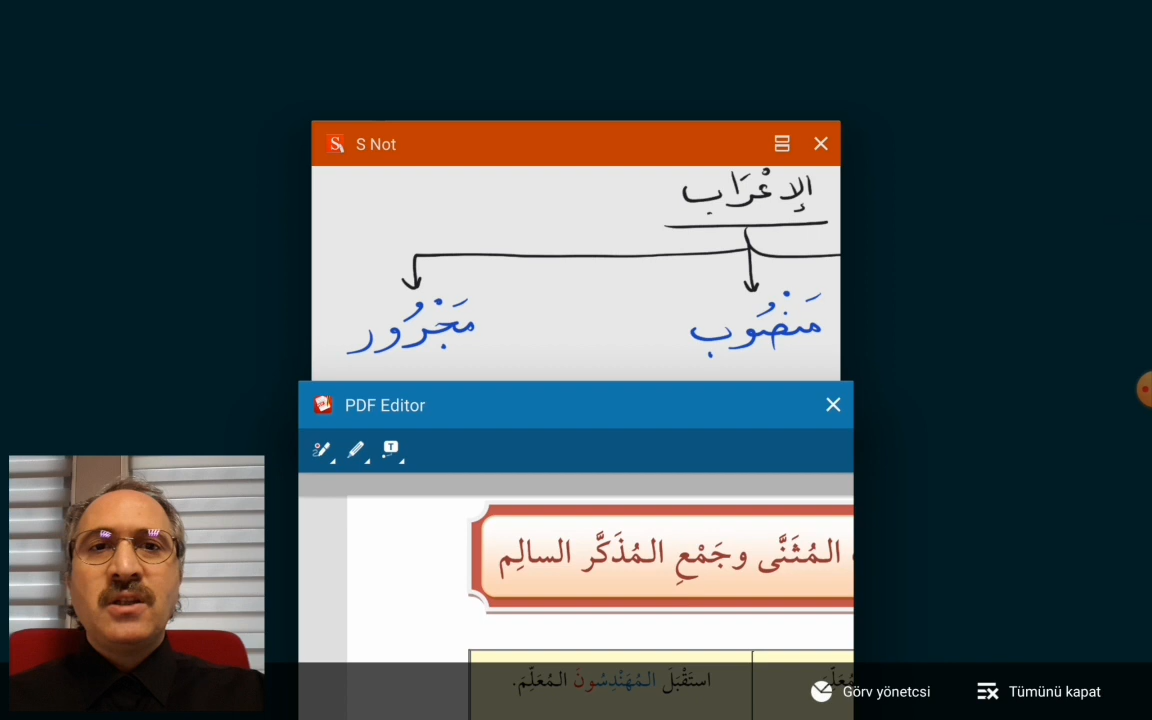 S Not
الإعْرَاب
مَنْصُوب
مَجْرُور
PDF Editor
المُثَنَّى وجَمْعِ المُذَكَّر السالِم
استَقْبَلَ المُهَنْدِسُونَ المُعَلِّمَ.
Görv yönetcsi
Tümünü kapat